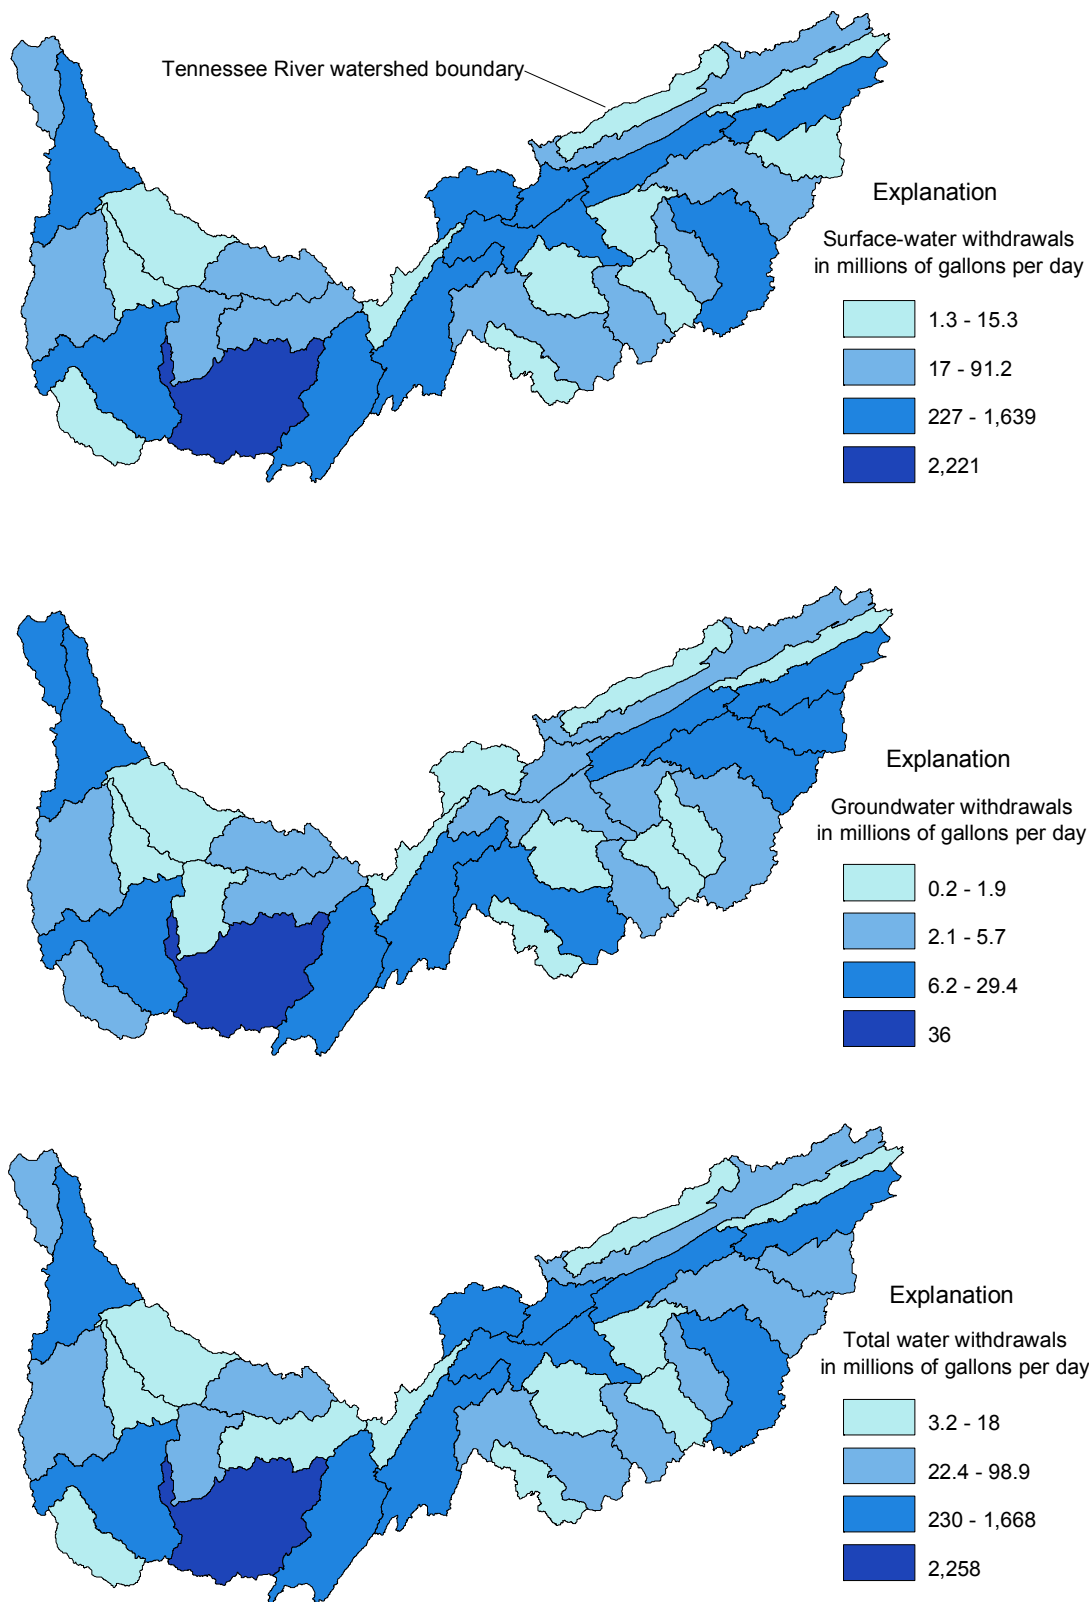 Tennessee River watershed boundary
Explanation
Surface-water withdrawals
in millions of gallons per day
1.3 - 15.3
17 - 91.2
227 - 1,639
2,221
Explanation
Groundwater withdrawals
in millions of gallons per day
0.2 - 1.9
2.1 - 5.7
6.2 - 29.4
36
Explanation
Total water withdrawals
in millions of gallons per day
3.2 - 18
22.4 - 98.9
230 - 1,668
2,258